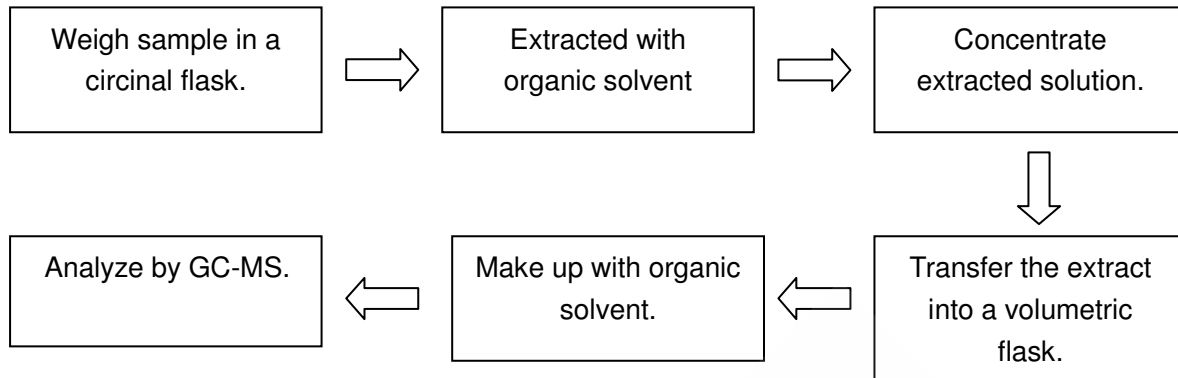 Weigh sample in a
circinal flask.
Extracted with
organic solvent
Concentrate
extracted solution.
Transfer the extract
into a volumetric
flask.
Make up with organic
solvent.
Analyze by GC-MS.